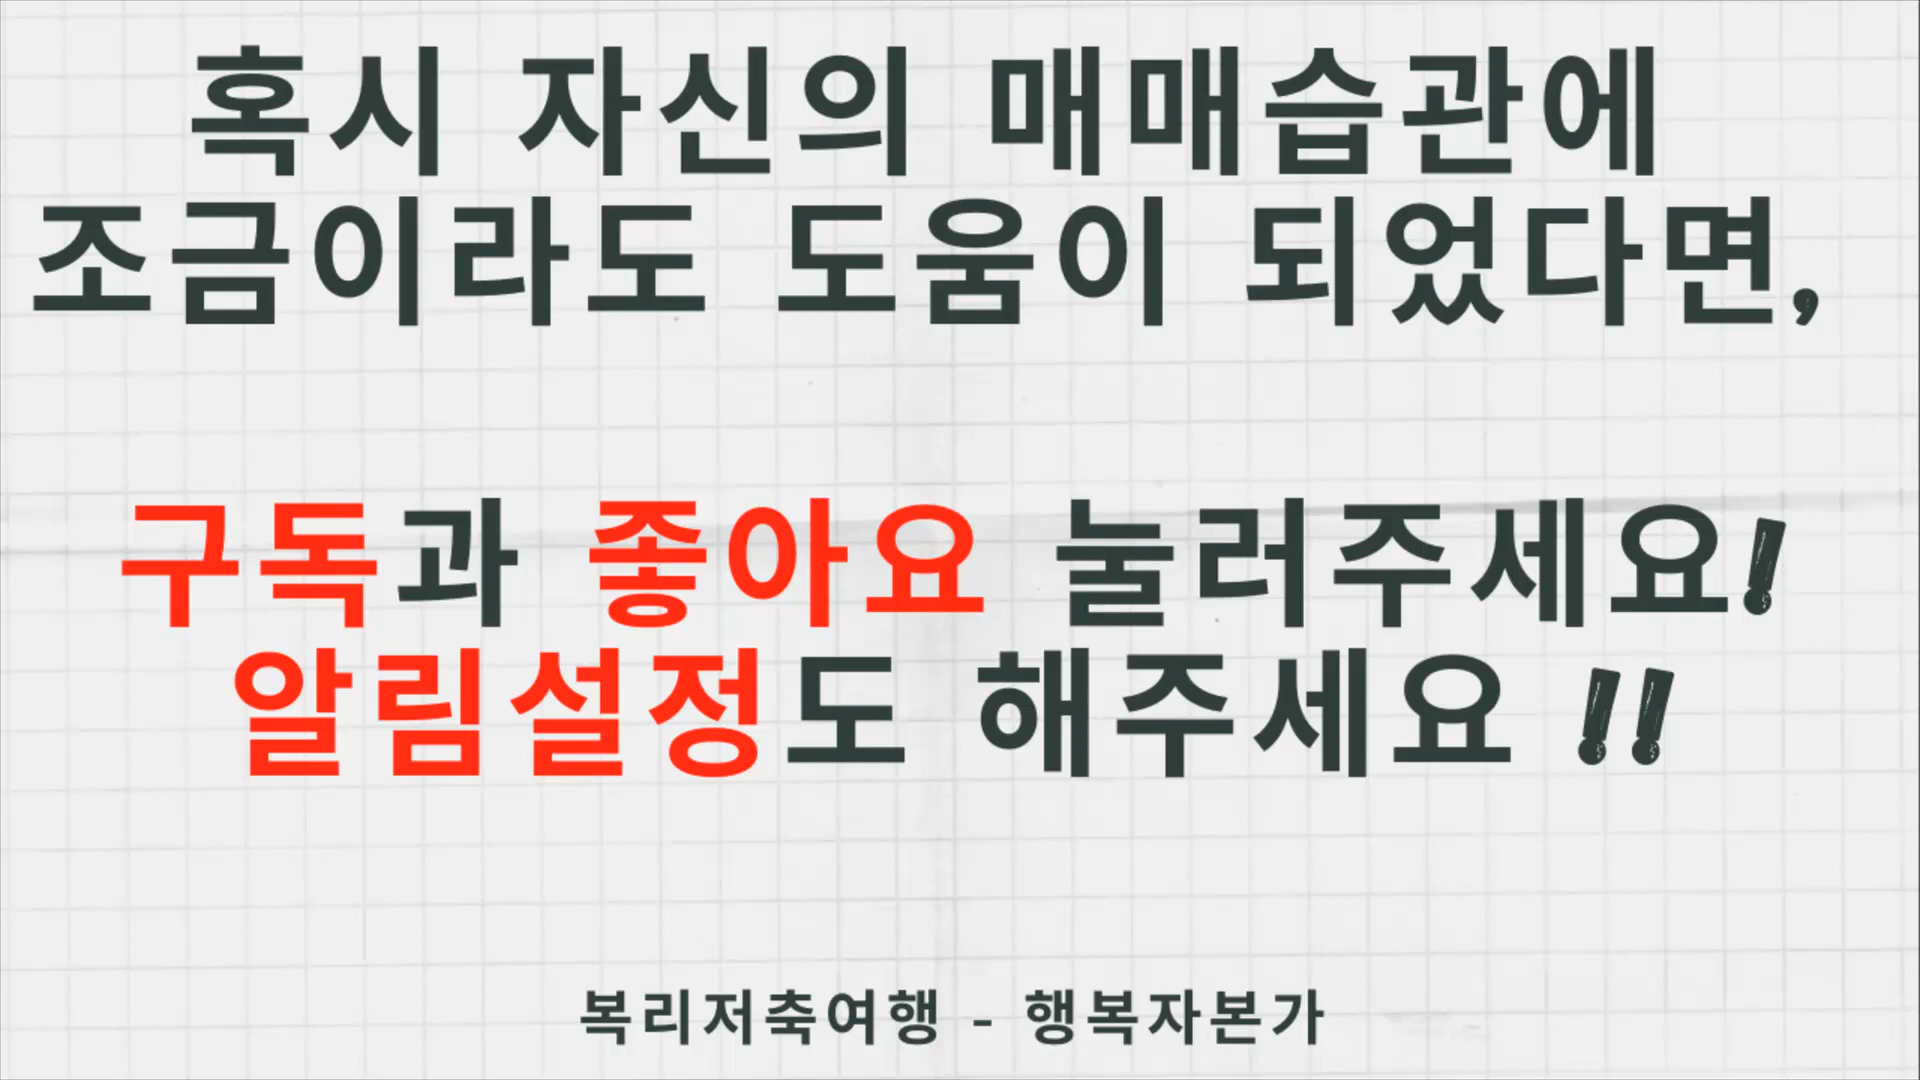 혹시 자신의 매매습관에
조금이라도 도움이 되었다면,
구독과 좋아요 눌러주세요!
알림설정도 해주세요 !!
복리저축여행 - 행복자본가